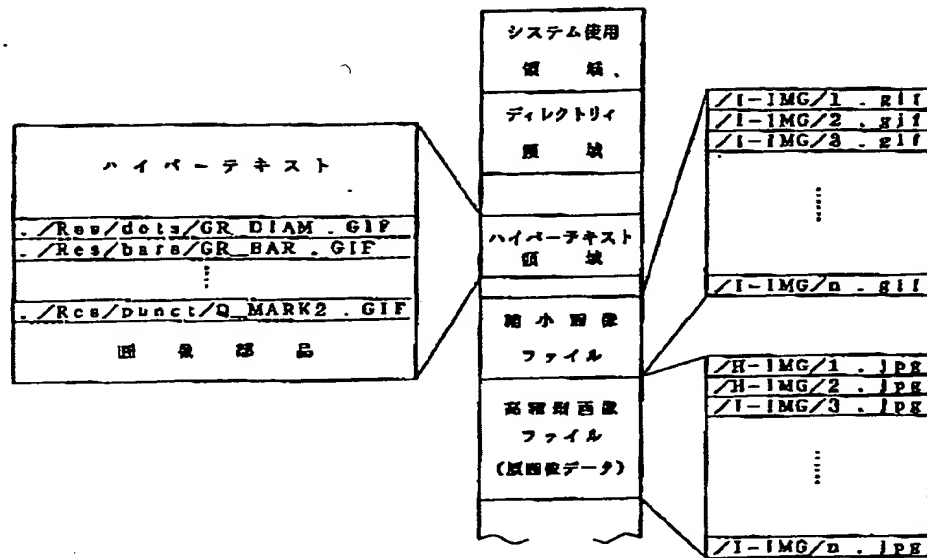 システム使用
領域
ディレクトリィ
領域
ハイパーテキスト
領域
縮小画像
ファイル
高精細画像
ファイル
(原画像データ)
ハイパーテキスト
./Res/dots/GR_DIAM.GIF
./Res/bars/GR_BAR.GIF
./Res/punct/Q_MARK2.GIF
画像部品
/I-IMG/1.gif
/I-IMG/2.gif
/I-IMG/3.gif
/I-IMG/n.gif
/H-IMG/1.jpg
/H-IMG/2.jpg
/I-IMG/3.jpg
/I-IMG/n.jpg